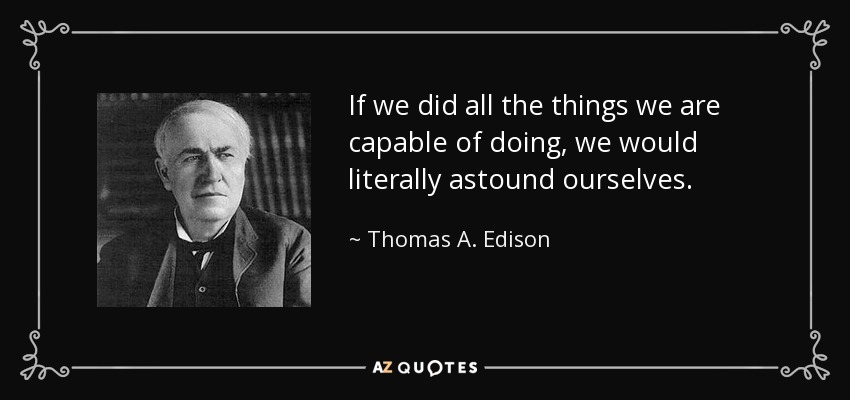 If we did all the things we are
capable of doing, we would
literally astound ourselves.
~ Thomas A. Edison
AZ QUOTES